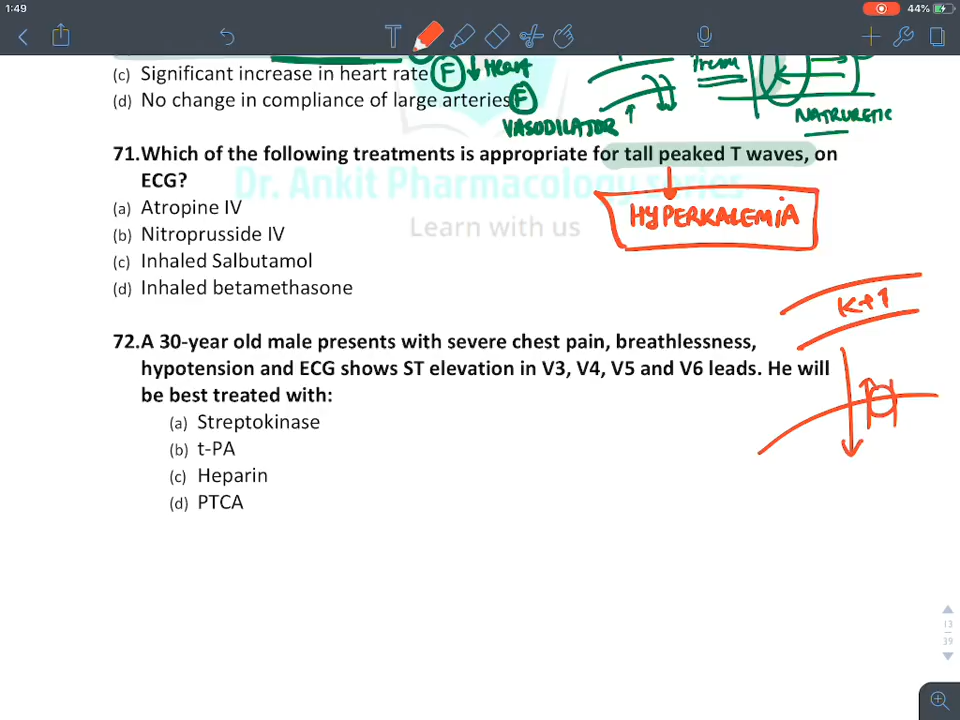 1:49
44%
(c) Significant increase in heart rate F ↓ Heart
(d) No change in compliance of large arteries F
VASODILATOR ↑
NATRURETIC
71.Which of the following treatments is appropriate for tall peaked T waves, on
ECG?
Dr. Ankit Pharmacology series
(a) Atropine IV
HYPERKALEMIA
Learn with us
(b) Nitroprusside IV
(c) Inhaled Salbutamol
(d) Inhaled betamethasone
K+↑
72.A 30-year old male presents with severe chest pain, breathlessness,
hypotension and ECG shows ST elevation in V3, V4, V5 and V6 leads. He will
be best treated with:
(a) Streptokinase
(b) t-PA
(c) Heparin
(d) PTCA
13
39